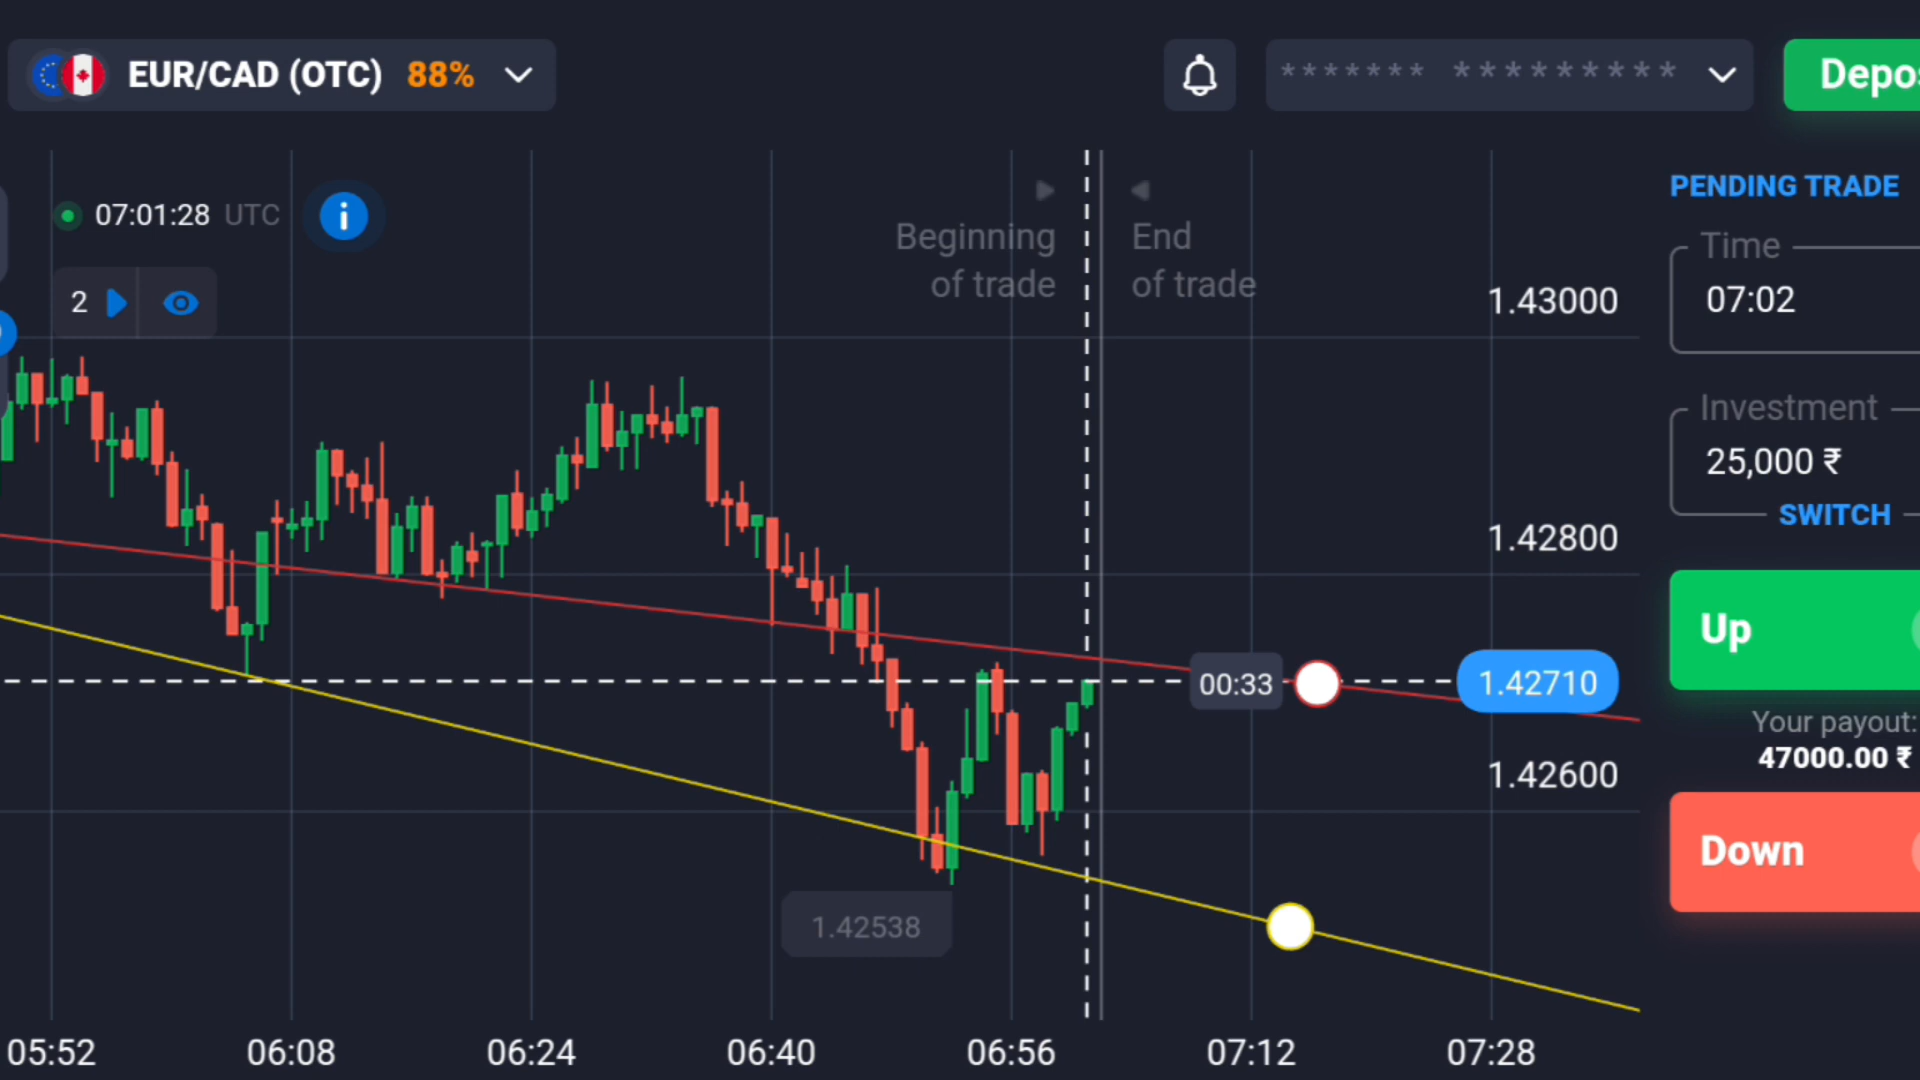 EUR/CAD (OTC) 88%
******* *********
Depos
07:01:28 UTC
2
Beginning
of trade
End
of trade
1.43000
1.42800
00:33
1.42710
1.42600
1.42538
05:52 06:08 06:24 06:40 06:56 07:12 07:28
PENDING TRADE
Time
07:02
Investment
25,000 ₹
SWITCH
Up
Your payout:
47000.00 ₹
Down